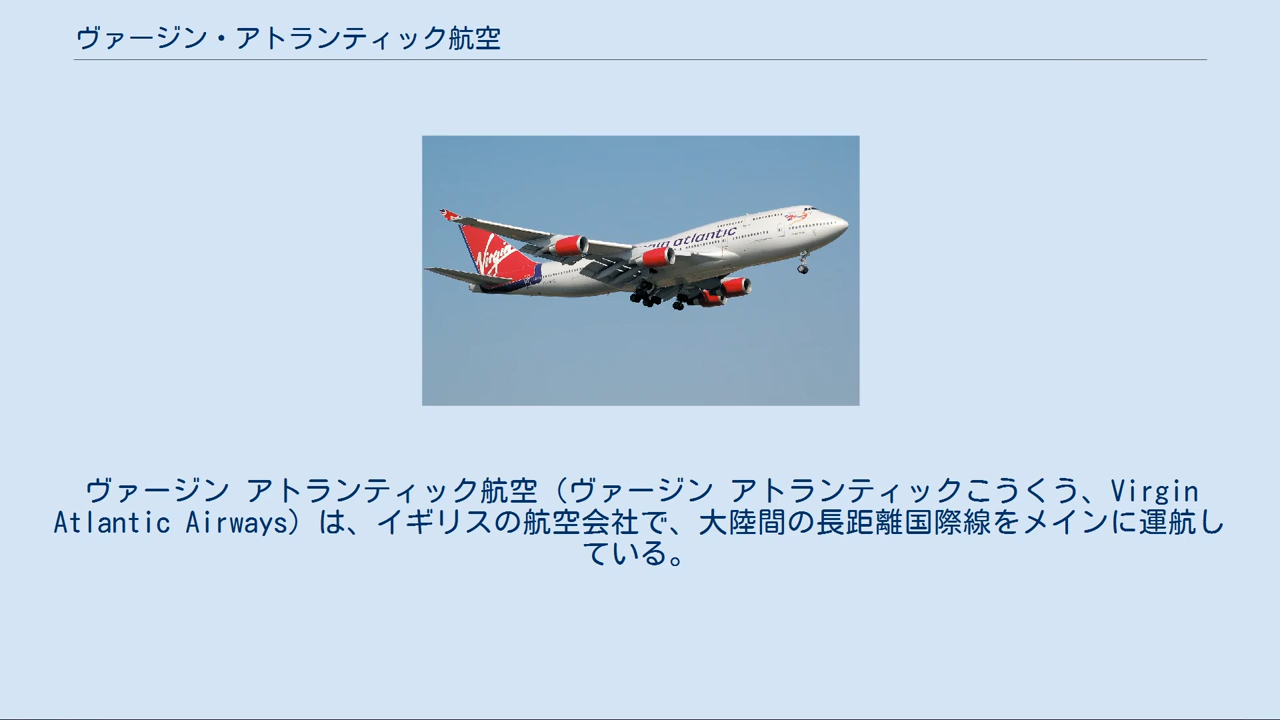 ヴァージン・アトランティック航空
Virgin
virgin atlantic
ヴァージン アトランティック航空（ヴァージン アトランティックこうくう、Virgin
Atlantic Airways）は、イギリスの航空会社で、大陸間の長距離国際線をメインに運航し
ている。